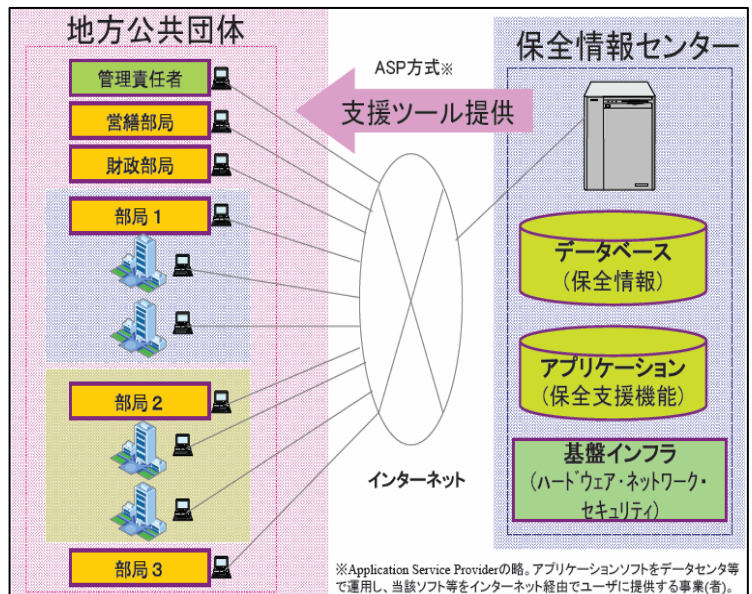 地方公共団体
管理責任者
営繕部局
財政部局
部局1
部局2
部局3
ASP方式※
支援ツール提供
インターネット
保全情報センター
データベース
(保全情報)
アプリケーション
(保全支援機能)
基盤インフラ
(ハードウェア・ネットワーク・
セキュリティ)
※Application Service Providerの略。アプリケーションソフトをデータセンタ等
で運用し、当該ソフト等をインターネット経由でユーザに提供する事業(者)。